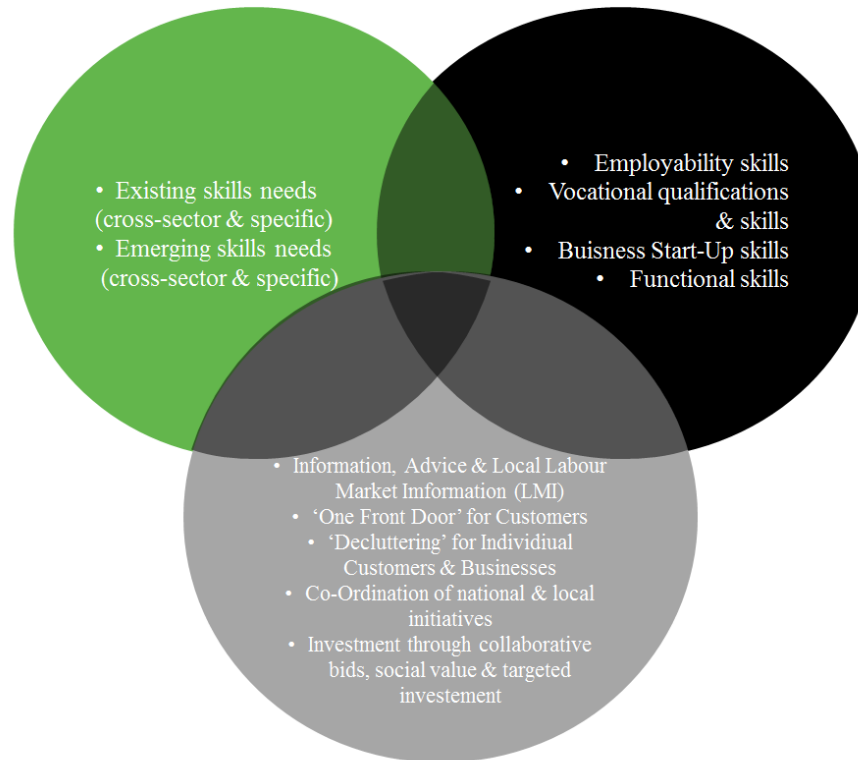 • Existing skills needs
(cross-sector & specific)
• Emerging skills needs
(cross-sector & specific)
• Employability skills
• Vocational qualifications
& skills
• Buisness Start-Up skills
• Functional skills
• Information, Advice & Local Labour
Market Imformation (LMI)
• ‘One Front Door’ for Customers
• ‘Decluttering’ for Individiual
Customers & Businesses
• Co-Ordination of national & local
initiatives
• Investment through collaborative
bids, social value & targeted
investement